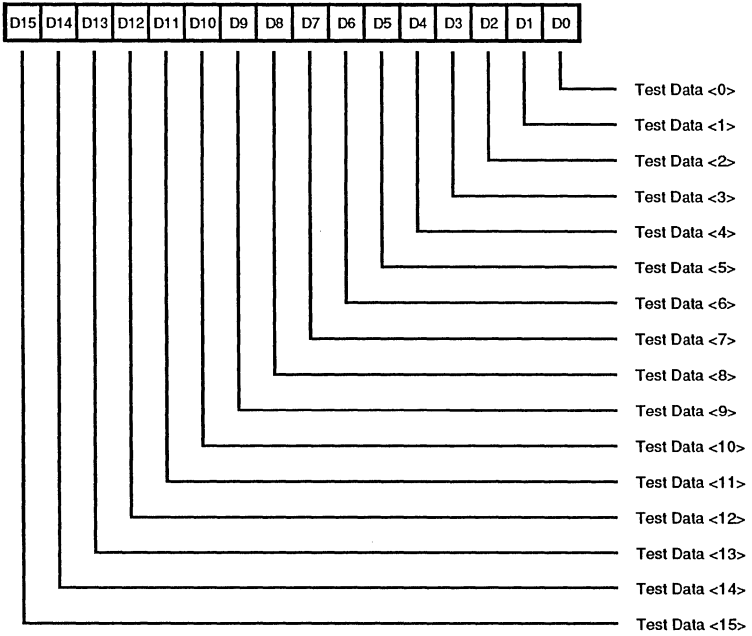 D15 D14 D13 D12 D11 D10 D9 D8 D7 D6 D5 D4 D3 D2 D1 D0
Test Data <0>
Test Data <1>
Test Data <2>
Test Data <3>
Test Data <4>
Test Data <5>
Test Data <6>
Test Data <7>
Test Data <8>
Test Data <9>
Test Data <10>
Test Data <11>
Test Data <12>
Test Data <13>
Test Data <14>
Test Data <15>